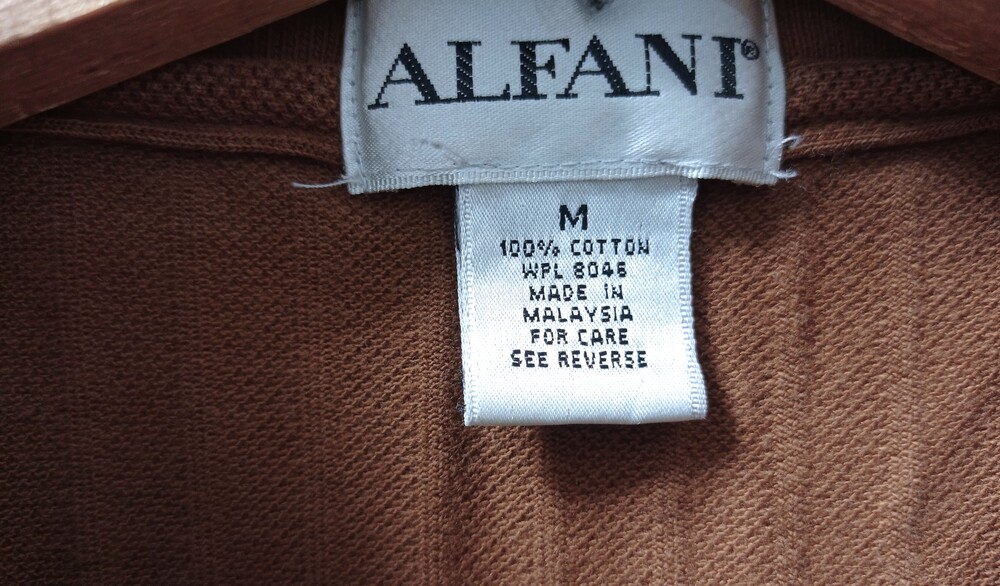 ALFANI®
M
100% COTTON
WPL 8046
MADE IN
MALAYSIA
FOR CARE
SEE REVERSE